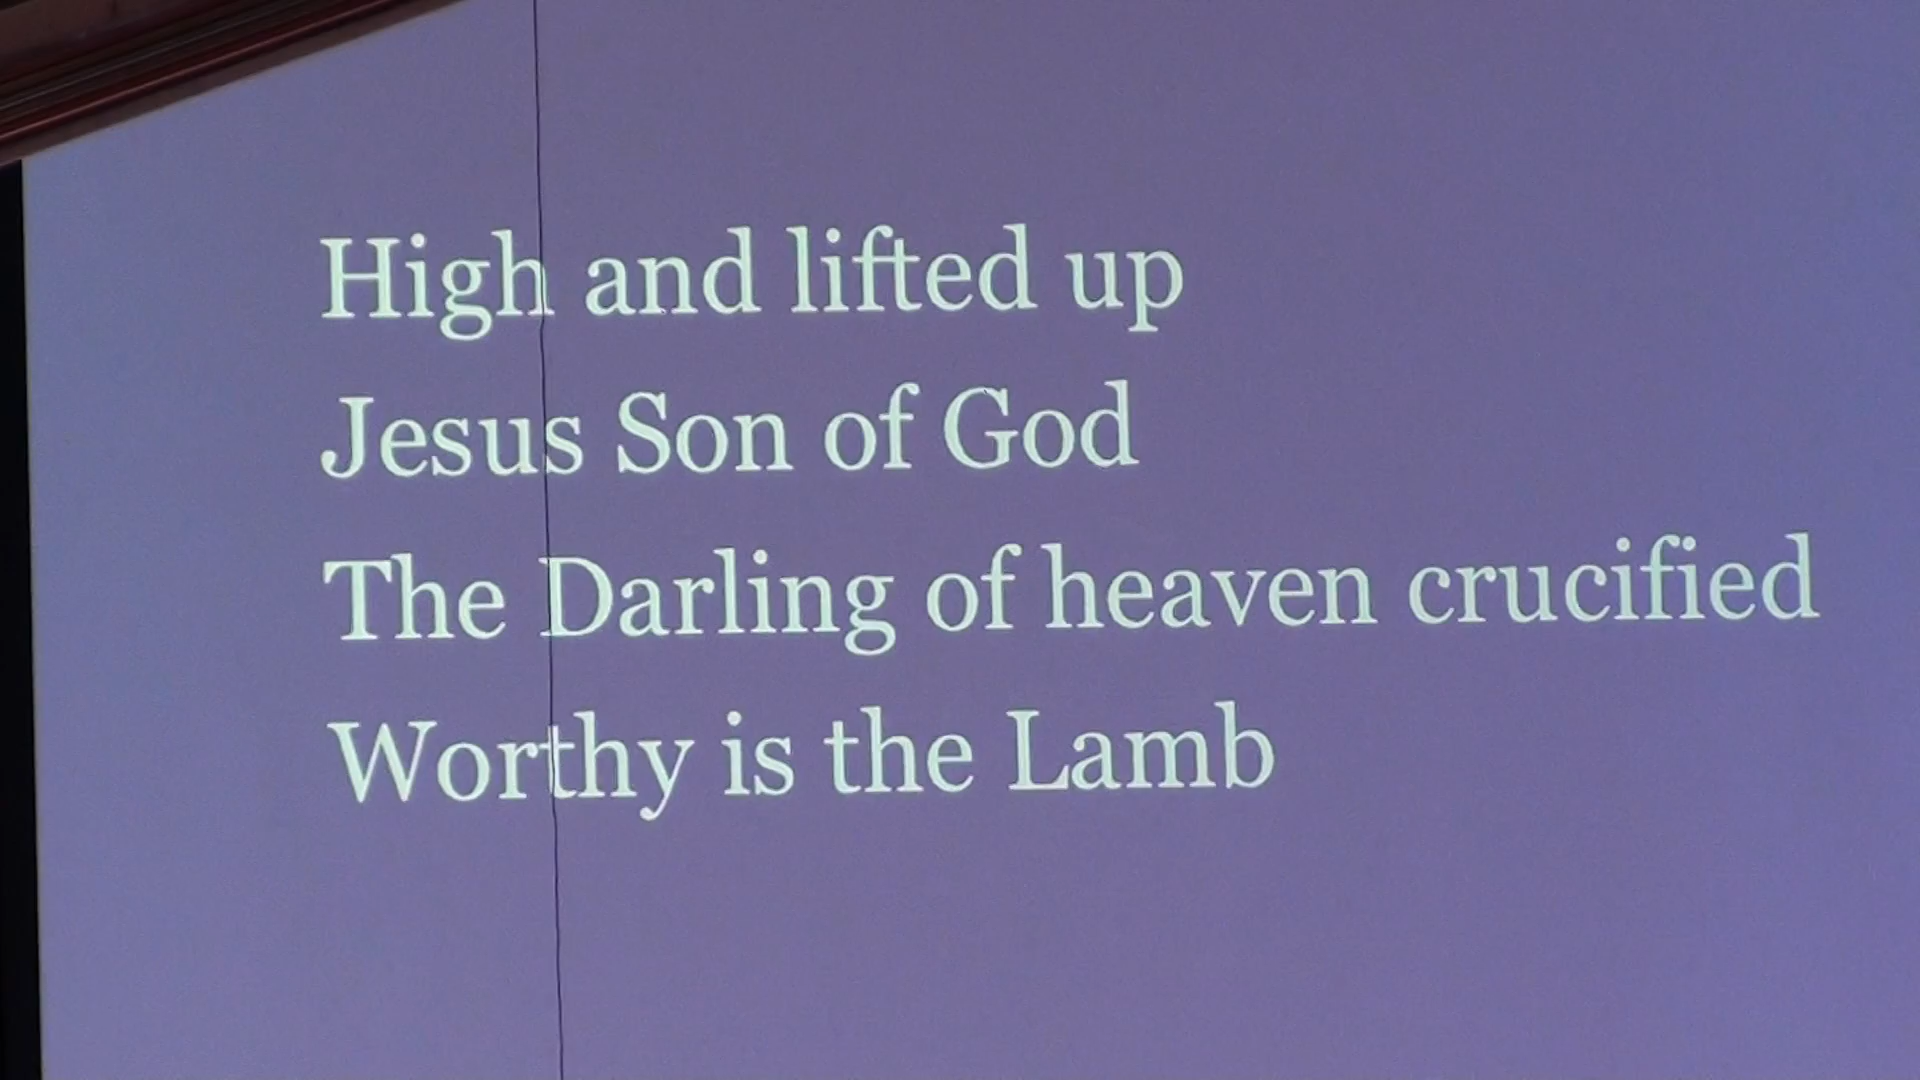 High and lifted up
Jesus Son of God
The Darling of heaven crucified
Worthy is the Lamb